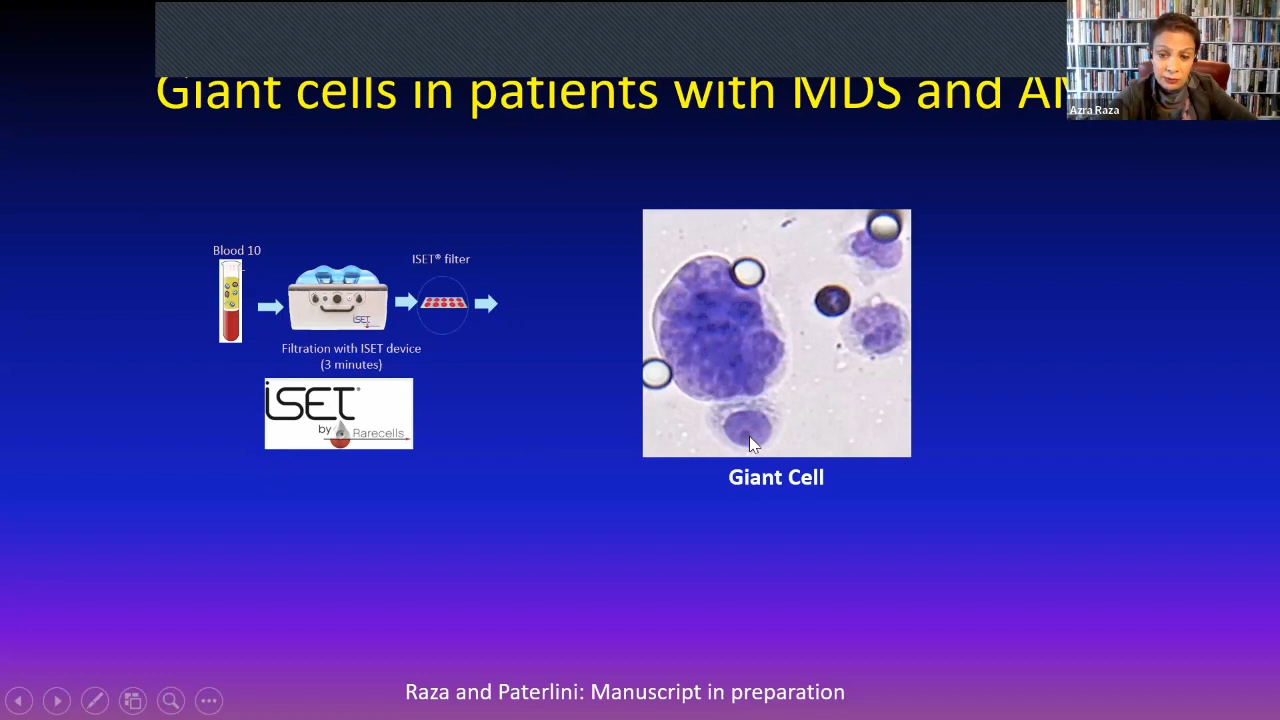 Giant cells in patients with MDS and
Azra Raza
Blood 10
ISET® filter
iSET
Filtration with ISET device
(3 minutes)
iSET
by Rarecells
Giant Cell
Raza and Paterlini: Manuscript in preparation